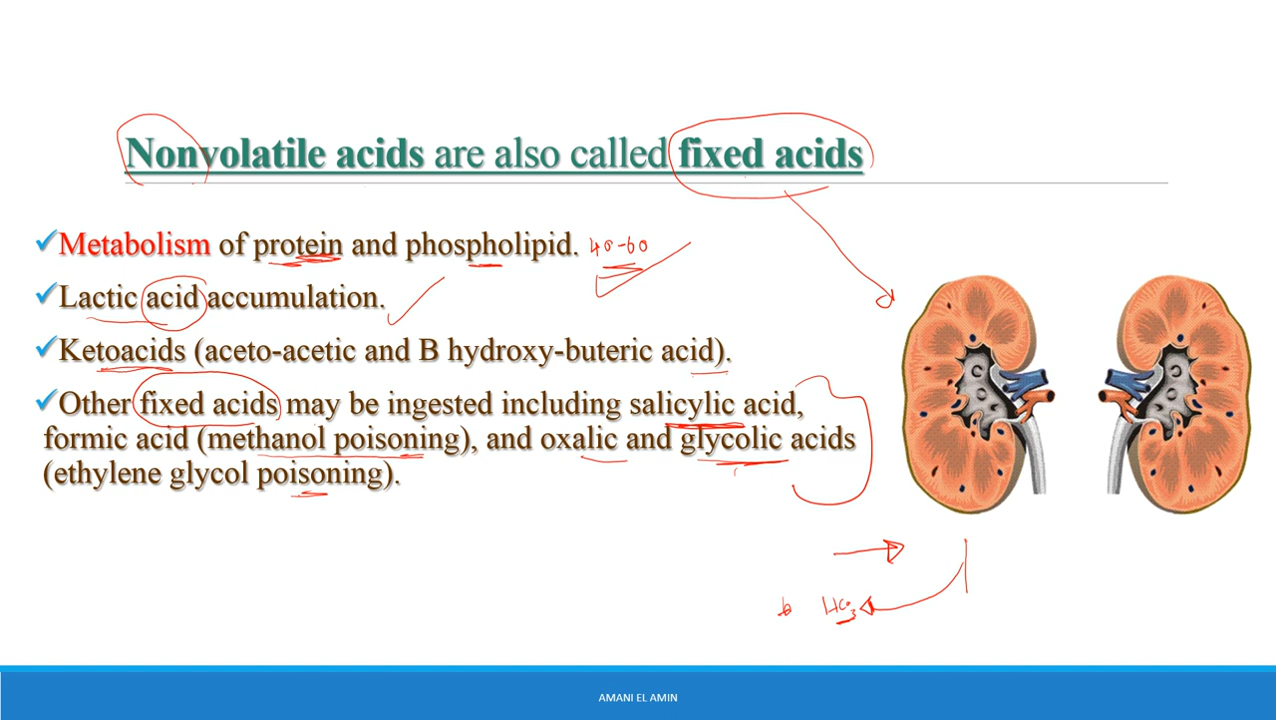 Nonvolatile acids are also called fixed acids
Metabolism of protein and phospholipid. 40-60
Lactic acid accumulation.
Ketoacids (aceto-acetic and B hydroxy-buteric acid).
Other fixed acids may be ingested including salicylic acid,
formic acid (methanol poisoning), and oxalic and glycolic acids
(ethylene glycol poisoning).
HCO3
AMANI EL AMIN